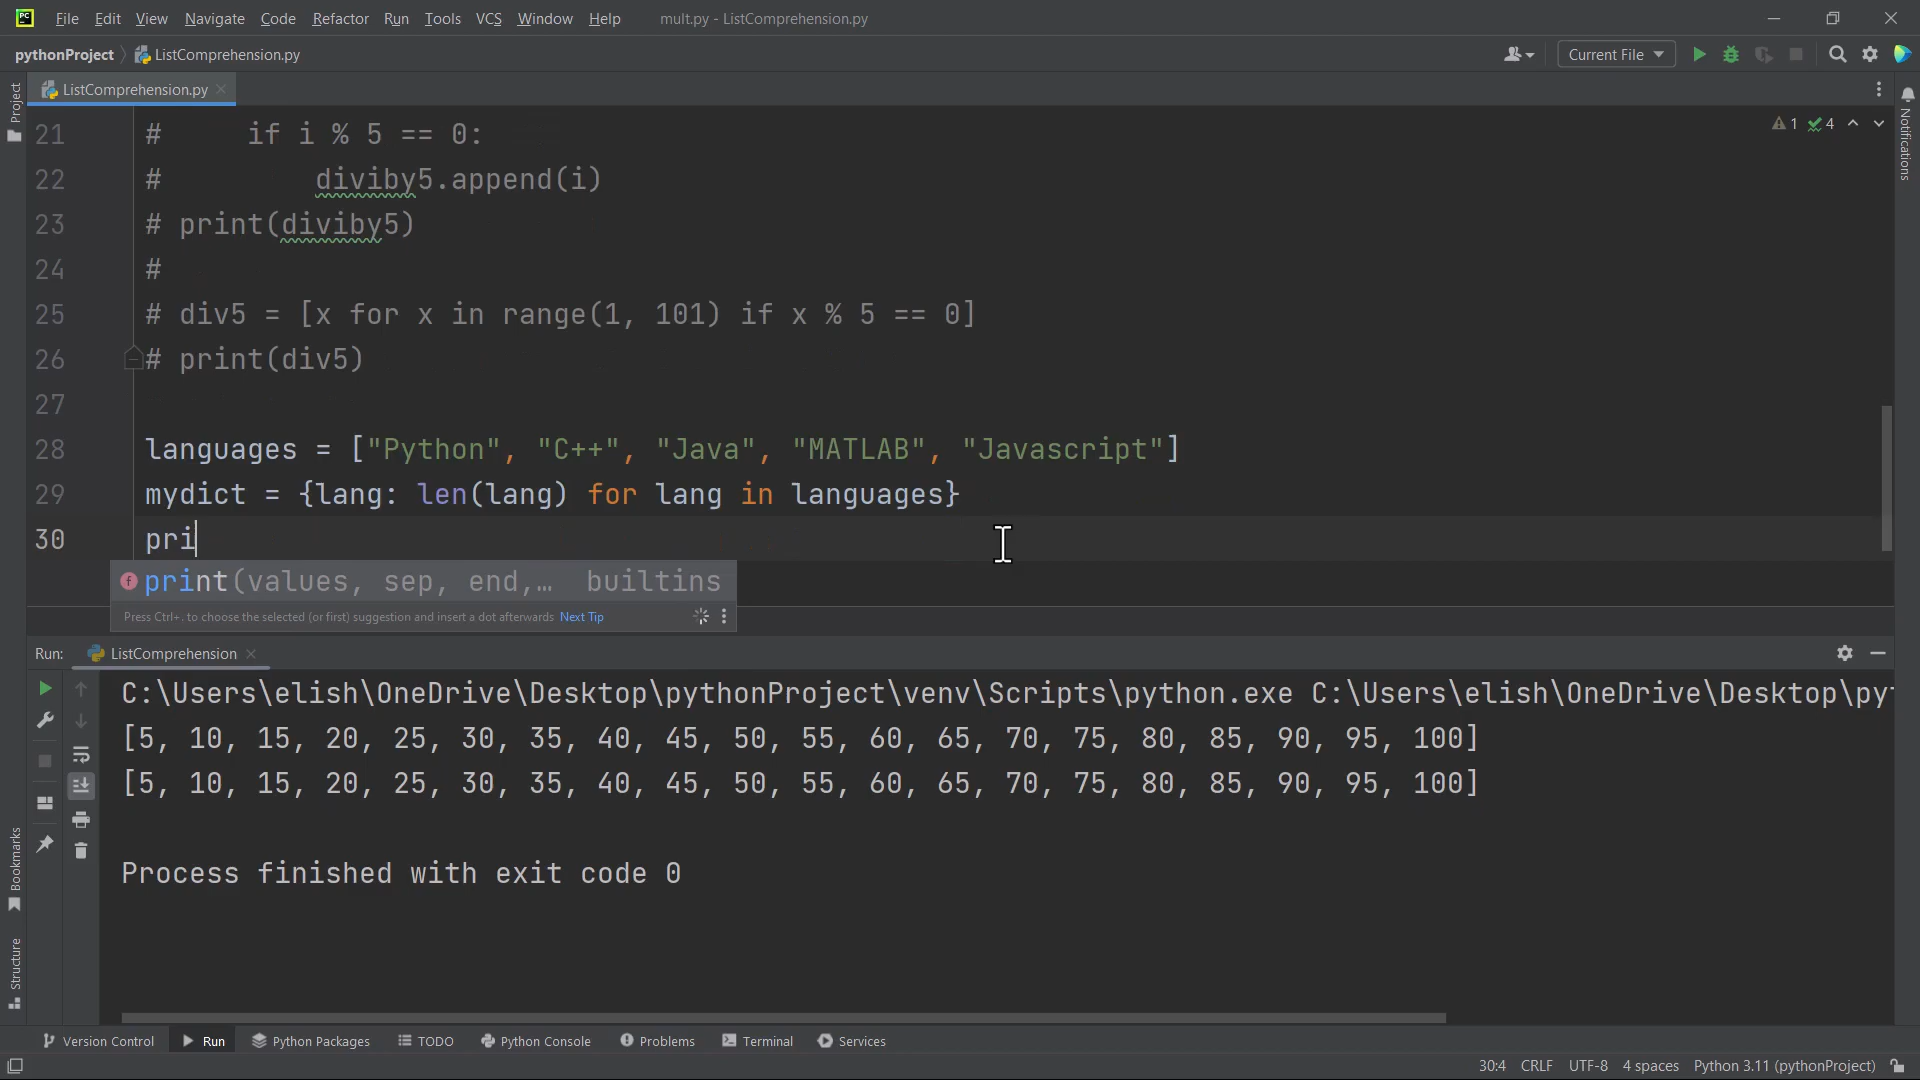 PC File Edit View Navigate Code Refactor Run Tools VCS Window Help mult.py - ListComprehension.py
pythonProject ListComprehension.py Current File
Project
ListComprehension.py
Notifications
21 #     if i % 5 == 0:
1 4
22 #         diviby5.append(i)
23 # print(diviby5)
24 #
25 # div5 = [x for x in range(1, 101) if x % 5 == 0]
26 # print(div5)
27
28 languages = ["Python", "C++", "Java", "MATLAB", "Javascript"]
29 mydict = {lang: len(lang) for lang in languages}
30 pri
f print(values, sep, end,… builtins
Press Ctrl+. to choose the selected (or first) suggestion and insert a dot afterwards Next Tip
Run: ListComprehension
C:\Users\elish\OneDrive\Desktop\pythonProject\venv\Scripts\python.exe C:\Users\elish\OneDrive\Desktop\py
[5, 10, 15, 20, 25, 30, 35, 40, 45, 50, 55, 60, 65, 70, 75, 80, 85, 90, 95, 100]
[5, 10, 15, 20, 25, 30, 35, 40, 45, 50, 55, 60, 65, 70, 75, 80, 85, 90, 95, 100]
Process finished with exit code 0
Bookmarks
Structure
Version Control Run Python Packages TODO Python Console Problems Terminal Services
30:4 CRLF UTF-8 4 spaces Python 3.11 (pythonProject)